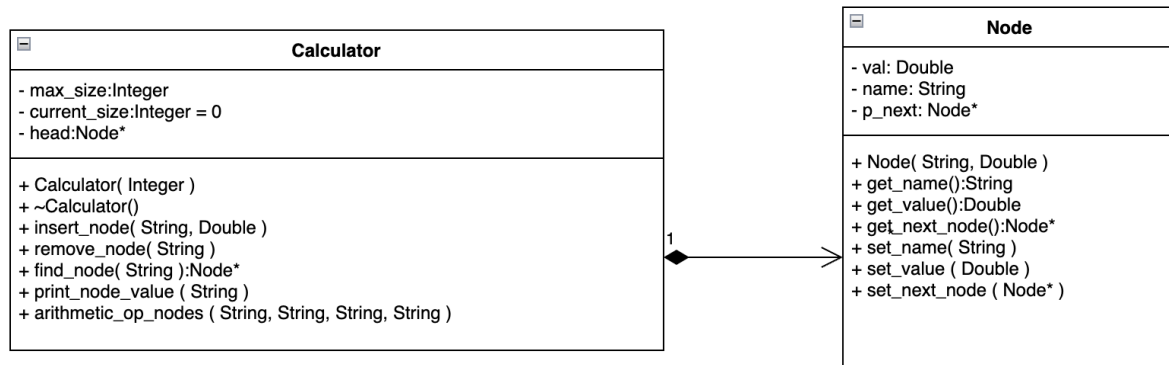 Calculator
- max_size:Integer
- current_size:Integer = 0
- head:Node*
+ Calculator( Integer )
+ ~Calculator()
+ insert_node( String, Double )
+ remove_node( String )
+ find_node( String ):Node*
+ print_node_value ( String )
+ arithmetic_op_nodes ( String, String, String, String )
1
Node
- val: Double
- name: String
- p_next: Node*
+ Node( String, Double )
+ get_name():String
+ get_value():Double
+ get_next_node():Node*
+ set_name( String )
+ set_value ( Double )
+ set_next_node ( Node* )